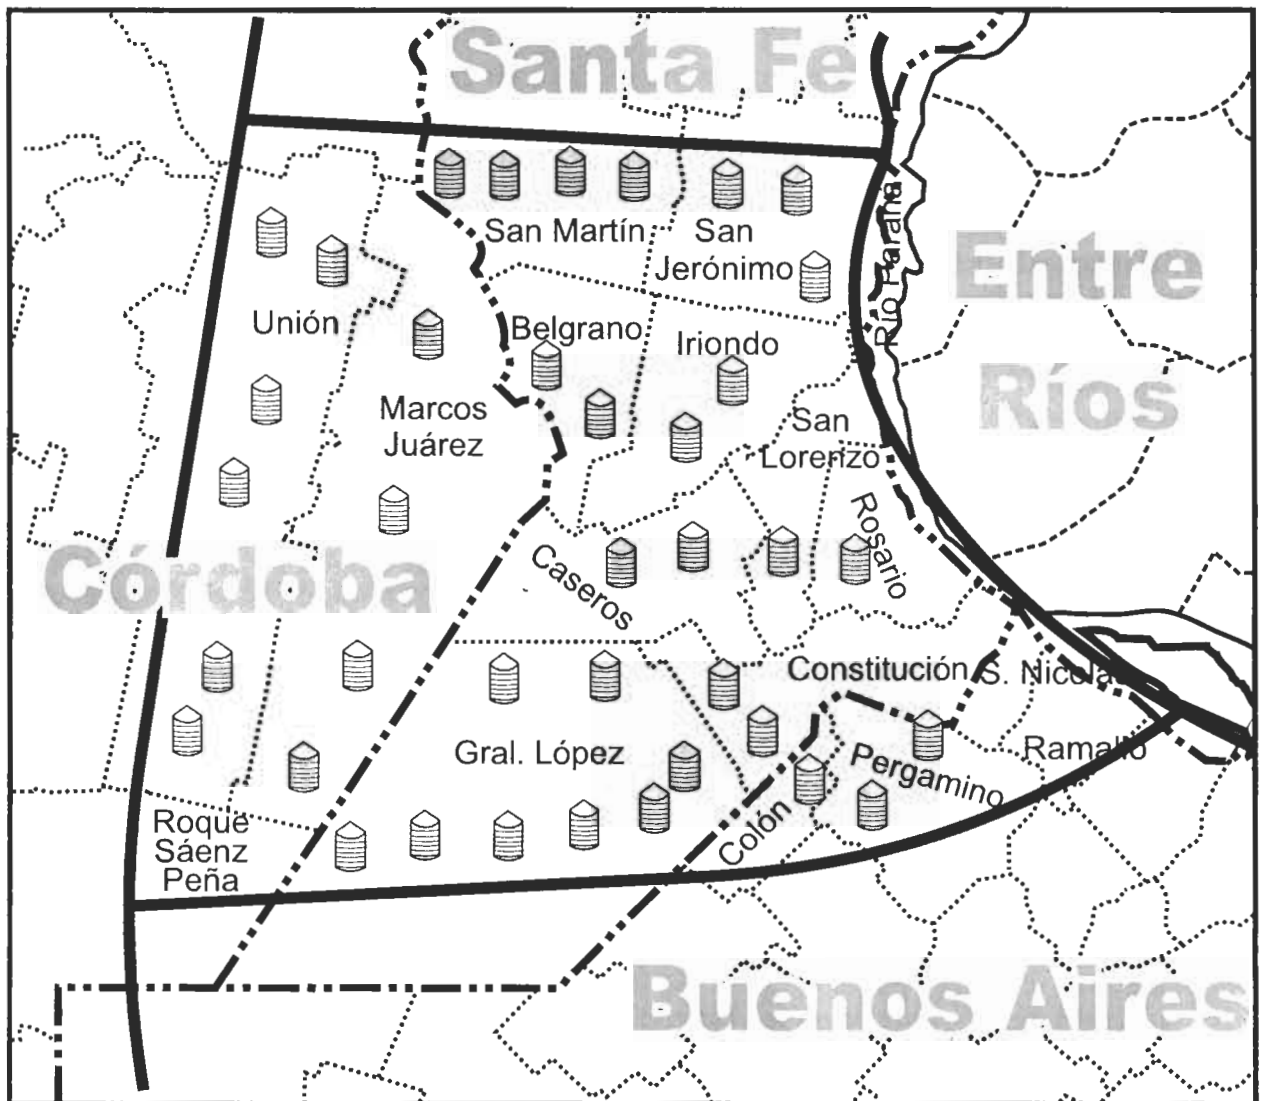 Santa Fe
San Martín
San
Jerónimo
Río Paraná
Entre
Ríos
Unión
Belgrano
Iriondo
Marcos
Juárez
San
Lorenzo
Rosario
Córdoba
Caseros
Constitución
Gral. López
Pergamino
Ramallo
Colón
Roque
Sáenz
Peña
Buenos Aires